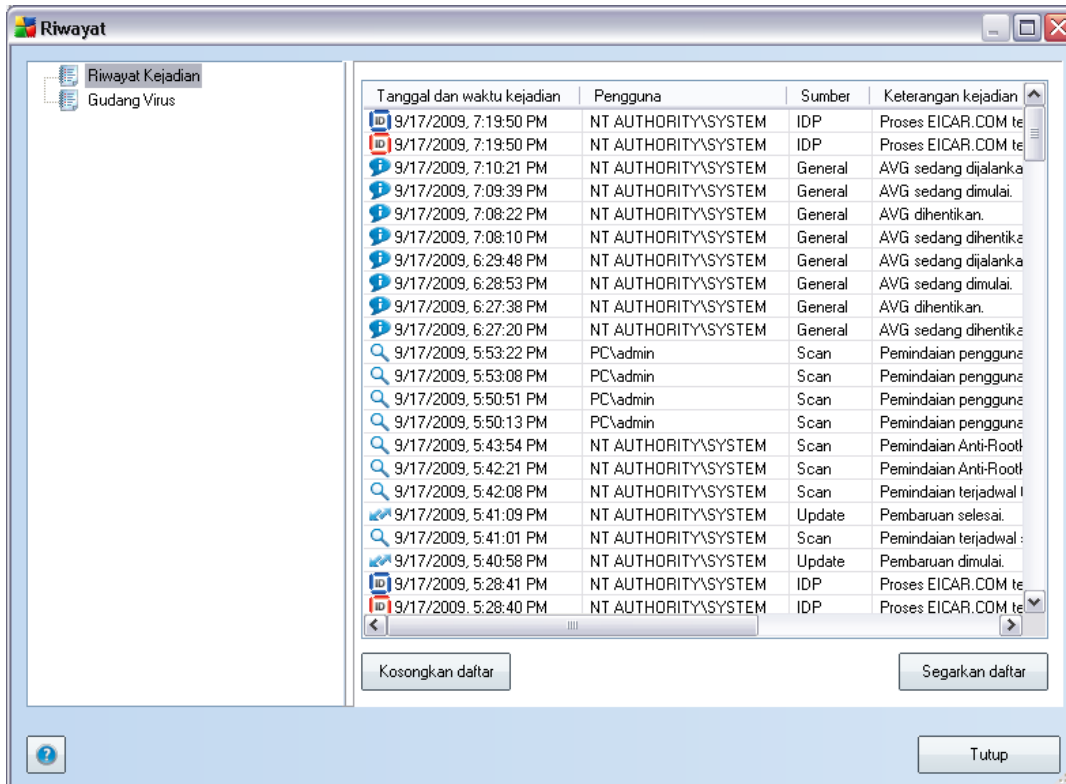 Riwayat
Riwayat Kejadian
Gudang Virus
Tanggal dan waktu kejadian Pengguna Sumber Keterangan kejadian
9/17/2009, 7:19:50 PM NT AUTHORITY\SYSTEM IDP Proses EICAR.COM te
9/17/2009, 7:19:50 PM NT AUTHORITY\SYSTEM IDP Proses EICAR.COM te
9/17/2009, 7:10:21 PM NT AUTHORITY\SYSTEM General AVG sedang dijalanka
9/17/2009, 7:09:39 PM NT AUTHORITY\SYSTEM General AVG sedang dimulai.
9/17/2009, 7:08:22 PM NT AUTHORITY\SYSTEM General AVG dihentikan.
9/17/2009, 7:08:10 PM NT AUTHORITY\SYSTEM General AVG sedang dihentika
9/17/2009, 6:29:48 PM NT AUTHORITY\SYSTEM General AVG sedang dijalanka
9/17/2009, 6:28:53 PM NT AUTHORITY\SYSTEM General AVG sedang dimulai.
9/17/2009, 6:27:38 PM NT AUTHORITY\SYSTEM General AVG dihentikan.
9/17/2009, 6:27:20 PM NT AUTHORITY\SYSTEM General AVG sedang dihentika
9/17/2009, 5:53:22 PM PC\admin Scan Pemindaian pengguna
9/17/2009, 5:53:08 PM PC\admin Scan Pemindaian pengguna
9/17/2009, 5:50:51 PM PC\admin Scan Pemindaian pengguna
9/17/2009, 5:50:13 PM PC\admin Scan Pemindaian pengguna
9/17/2009, 5:43:54 PM NT AUTHORITY\SYSTEM Scan Pemindaian Anti-Root
9/17/2009, 5:42:21 PM NT AUTHORITY\SYSTEM Scan Pemindaian Anti-Root
9/17/2009, 5:42:08 PM NT AUTHORITY\SYSTEM Scan Pemindaian terjadwal
9/17/2009, 5:41:09 PM NT AUTHORITY\SYSTEM Update Pembaruan selesai.
9/17/2009, 5:41:01 PM NT AUTHORITY\SYSTEM Scan Pemindaian terjadwal
9/17/2009, 5:40:58 PM NT AUTHORITY\SYSTEM Update Pembaruan dimulai.
9/17/2009, 5:28:41 PM NT AUTHORITY\SYSTEM IDP Proses EICAR.COM te
9/17/2009, 5:28:40 PM NT AUTHORITY\SYSTEM IDP Proses EICAR.COM te
Kosongkan daftar Segarkan daftar
Tutup